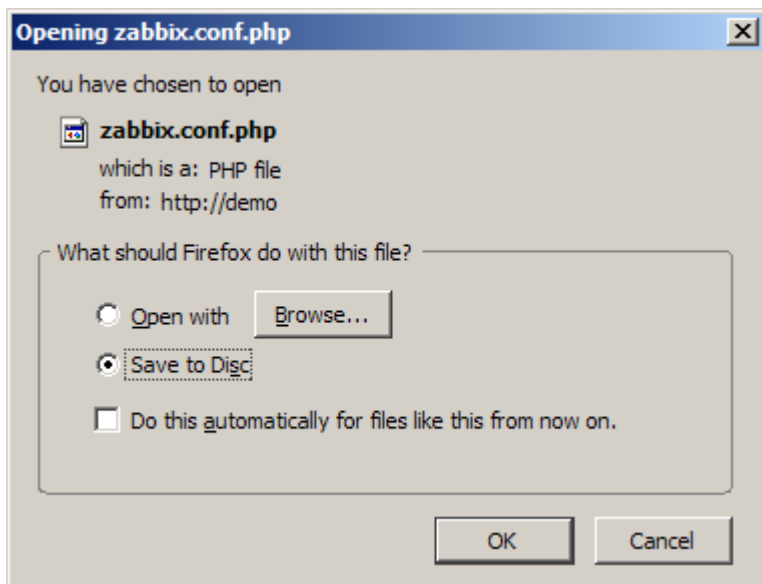 Opening zabbix.conf.php
You have chosen to open
zabbix.conf.php
which is a: PHP file
from: http://demo
What should Firefox do with this file?
Open with Browse...
Save to Disc
Do this automatically for files like this from now on.
OK Cancel